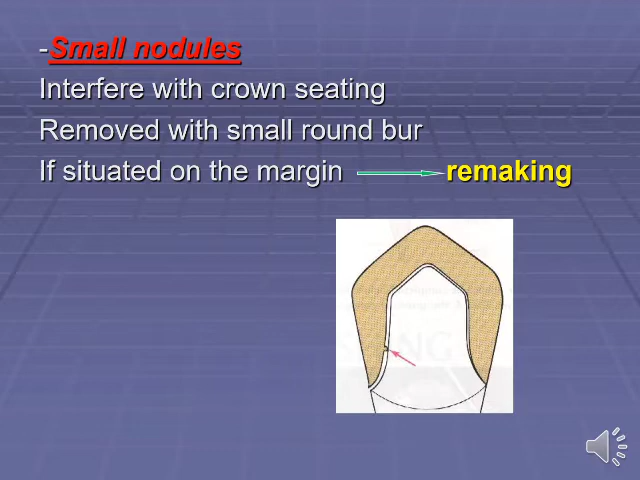 -Small nodules
Interfere with crown seating
Removed with small round bur
If situated on the margin remaking